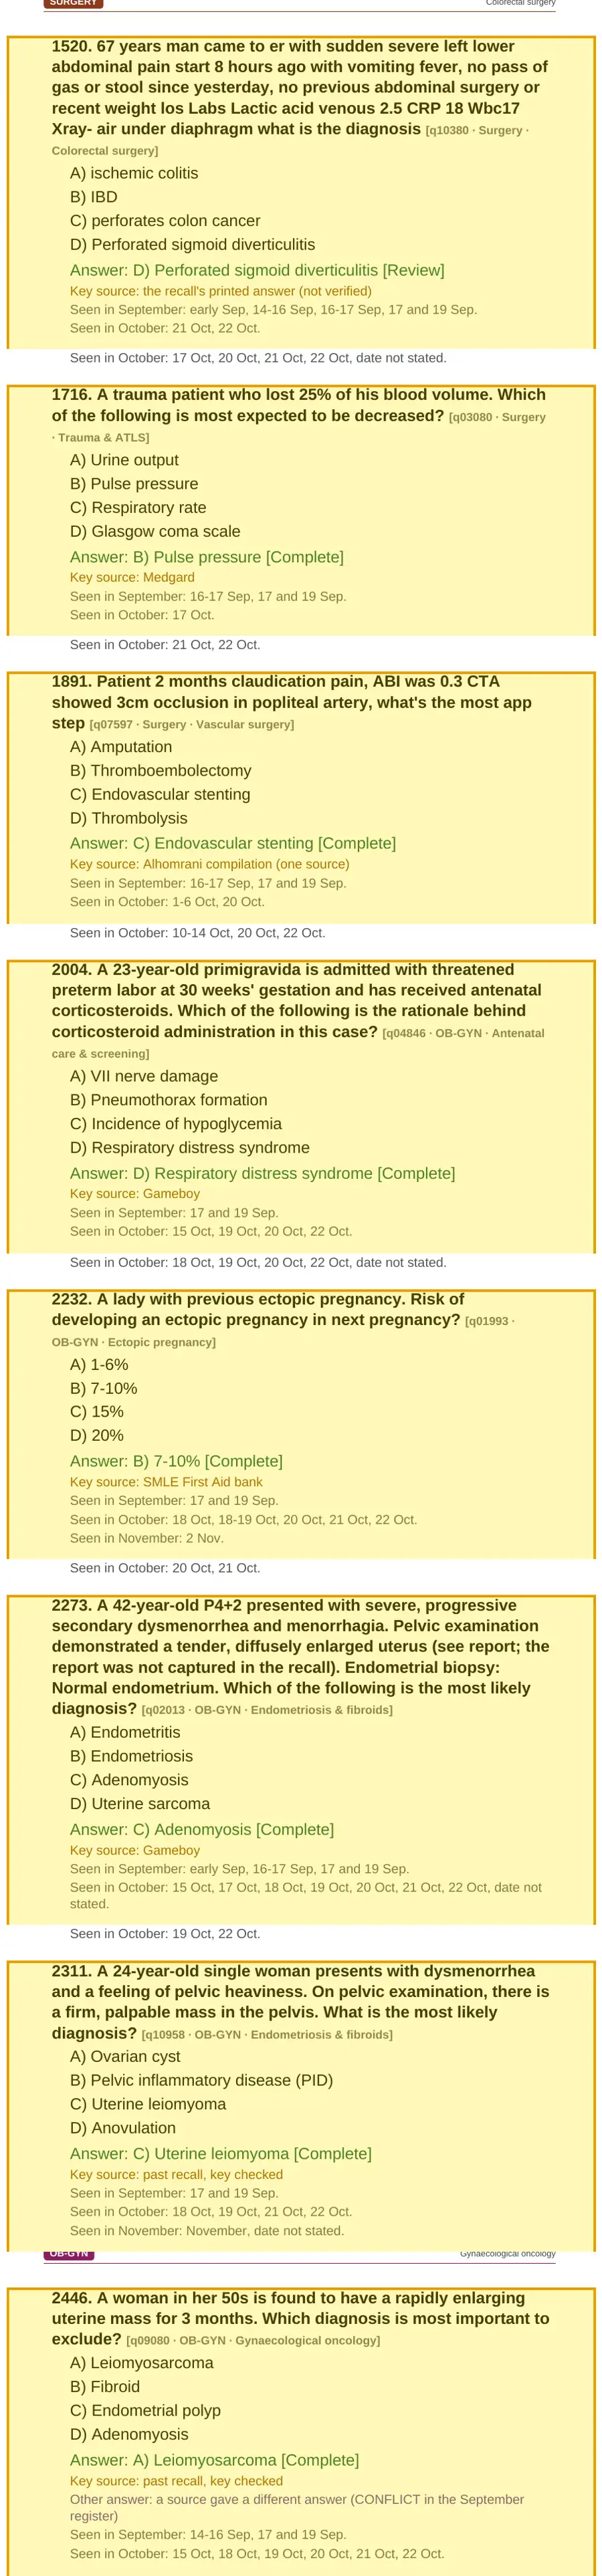 SURGERY
Colorectal surgery
1520. 67 years man came to er with sudden severe left lower
abdominal pain start 8 hours ago with vomiting fever, no pass of
gas or stool since yesterday, no previous abdominal surgery or
recent weight los Labs Lactic acid venous 2.5 CRP 18 Wbc17
Xray- air under diaphragm what is the diagnosis [q10380 · Surgery ·
Colorectal surgery]
A) ischemic colitis
B) IBD
C) perforates colon cancer
D) Perforated sigmoid diverticulitis
Answer: D) Perforated sigmoid diverticulitis [Review]
Key source: the recall's printed answer (not verified)
Seen in September: early Sep, 14-16 Sep, 16-17 Sep, 17 and 19 Sep.
Seen in October: 21 Oct, 22 Oct.
Seen in October: 17 Oct, 20 Oct, 21 Oct, 22 Oct, date not stated.
1716. A trauma patient who lost 25% of his blood volume. Which
of the following is most expected to be decreased? [q03080 · Surgery
· Trauma & ATLS]
A) Urine output
B) Pulse pressure
C) Respiratory rate
D) Glasgow coma scale
Answer: B) Pulse pressure [Complete]
Key source: Medgard
Seen in September: 16-17 Sep, 17 and 19 Sep.
Seen in October: 17 Oct.
Seen in October: 21 Oct, 22 Oct.
1891. Patient 2 months claudication pain, ABI was 0.3 CTA
showed 3cm occlusion in popliteal artery, what's the most app
step [q07597 · Surgery · Vascular surgery]
A) Amputation
B) Thromboembolectomy
C) Endovascular stenting
D) Thrombolysis
Answer: C) Endovascular stenting [Complete]
Key source: Alhomrani compilation (one source)
Seen in September: 16-17 Sep, 17 and 19 Sep.
Seen in October: 1-6 Oct, 20 Oct.
Seen in October: 10-14 Oct, 20 Oct, 22 Oct.
2004. A 23-year-old primigravida is admitted with threatened
preterm labor at 30 weeks' gestation and has received antenatal
corticosteroids. Which of the following is the rationale behind
corticosteroid administration in this case? [q04846 · OB-GYN · Antenatal
care & screening]
A) VII nerve damage
B) Pneumothorax formation
C) Incidence of hypoglycemia
D) Respiratory distress syndrome
Answer: D) Respiratory distress syndrome [Complete]
Key source: Gameboy
Seen in September: 17 and 19 Sep.
Seen in October: 15 Oct, 19 Oct, 20 Oct, 22 Oct.
Seen in October: 18 Oct, 19 Oct, 20 Oct, 22 Oct, date not stated.
2232. A lady with previous ectopic pregnancy. Risk of
developing an ectopic pregnancy in next pregnancy? [q01993 ·
OB-GYN · Ectopic pregnancy]
A) 1-6%
B) 7-10%
C) 15%
D) 20%
Answer: B) 7-10% [Complete]
Key source: SMLE First Aid bank
Seen in September: 17 and 19 Sep.
Seen in October: 18 Oct, 18-19 Oct, 20 Oct, 21 Oct, 22 Oct.
Seen in November: 2 Nov.
Seen in October: 20 Oct, 21 Oct.
2273. A 42-year-old P4+2 presented with severe, progressive
secondary dysmenorrhea and menorrhagia. Pelvic examination
demonstrated a tender, diffusely enlarged uterus (see report; the
report was not captured in the recall). Endometrial biopsy:
Normal endometrium. Which of the following is the most likely
diagnosis? [q02013 · OB-GYN · Endometriosis & fibroids]
A) Endometritis
B) Endometriosis
C) Adenomyosis
D) Uterine sarcoma
Answer: C) Adenomyosis [Complete]
Key source: Gameboy
Seen in September: early Sep, 16-17 Sep, 17 and 19 Sep.
Seen in October: 15 Oct, 17 Oct, 18 Oct, 19 Oct, 20 Oct, 21 Oct, 22 Oct, date not
stated.
Seen in October: 19 Oct, 22 Oct.
2311. A 24-year-old single woman presents with dysmenorrhea
and a feeling of pelvic heaviness. On pelvic examination, there is
a firm, palpable mass in the pelvis. What is the most likely
diagnosis? [q10958 · OB-GYN · Endometriosis & fibroids]
A) Ovarian cyst
B) Pelvic inflammatory disease (PID)
C) Uterine leiomyoma
D) Anovulation
Answer: C) Uterine leiomyoma [Complete]
Key source: past recall, key checked
Seen in September: 17 and 19 Sep.
Seen in October: 18 Oct, 19 Oct, 21 Oct, 22 Oct.
Seen in November: November, date not stated.
OB-GYN
Gynaecological oncology
2446. A woman in her 50s is found to have a rapidly enlarging
uterine mass for 3 months. Which diagnosis is most important to
exclude? [q09080 · OB-GYN · Gynaecological oncology]
A) Leiomyosarcoma
B) Fibroid
C) Endometrial polyp
D) Adenomyosis
Answer: A) Leiomyosarcoma [Complete]
Key source: past recall, key checked
Other answer: a source gave a different answer (CONFLICT in the September
register)
Seen in September: 14-16 Sep, 17 and 19 Sep.
Seen in October: 15 Oct, 18 Oct, 19 Oct, 20 Oct, 21 Oct, 22 Oct.